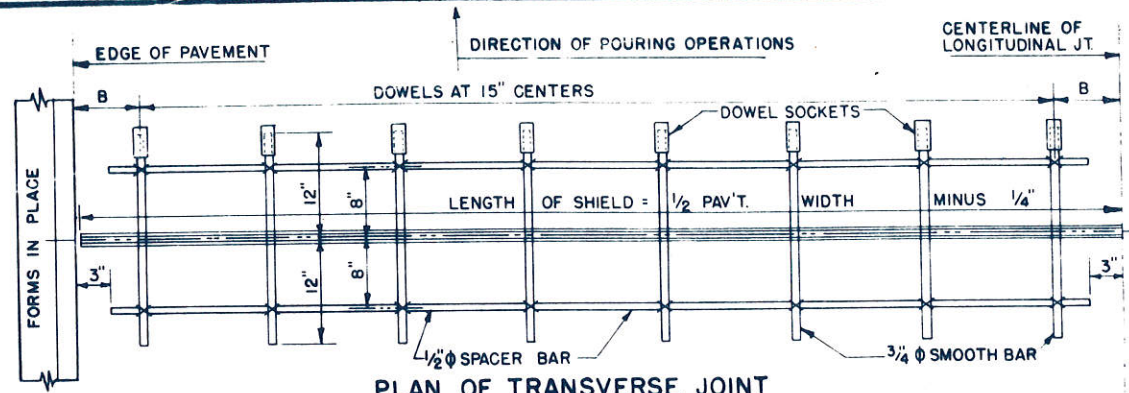 EDGE OF PAVEMENT
DIRECTION OF POURING OPERATIONS
CENTERLINE OF
LONGITUDINAL JT.
B
DOWELS AT 15" CENTERS
B
DOWEL SOCKETS
FORMS IN PLACE
12"
8"
LENGTH OF SHIELD = 1/2 PAV'T. WIDTH MINUS 1/4"
3"
12"
8"
3"
1/2" Φ SPACER BAR
3/4" Φ SMOOTH BAR
PLAN OF TRANSVERSE JOINT